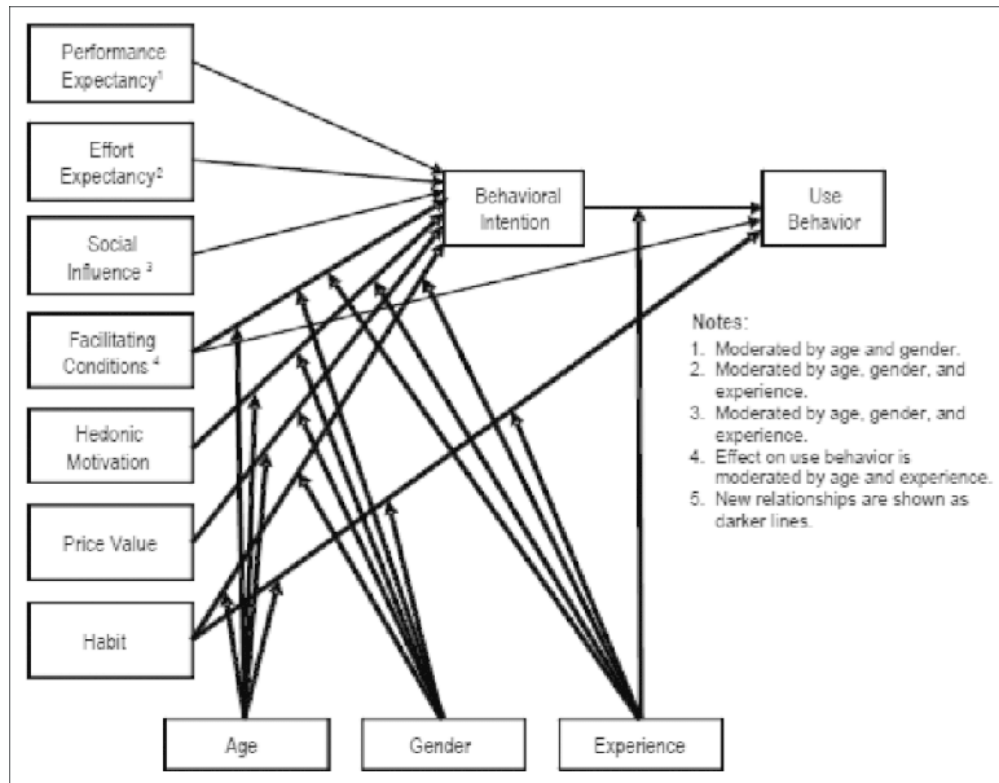 Performance
Expectancy¹
Effort
Expectancy²
Social
Influence ³
Facilitating
Conditions ⁴
Hedonic
Motivation
Price Value
Habit
Behavioral
Intention
Use
Behavior
Notes:
1. Moderated by age and gender.
2. Moderated by age, gender, and
experience.
3. Moderated by age, gender, and
experience.
4. Effect on use behavior is
moderated by age and experience.
5. New relationships are shown as
darker lines.
Age
Gender
Experience